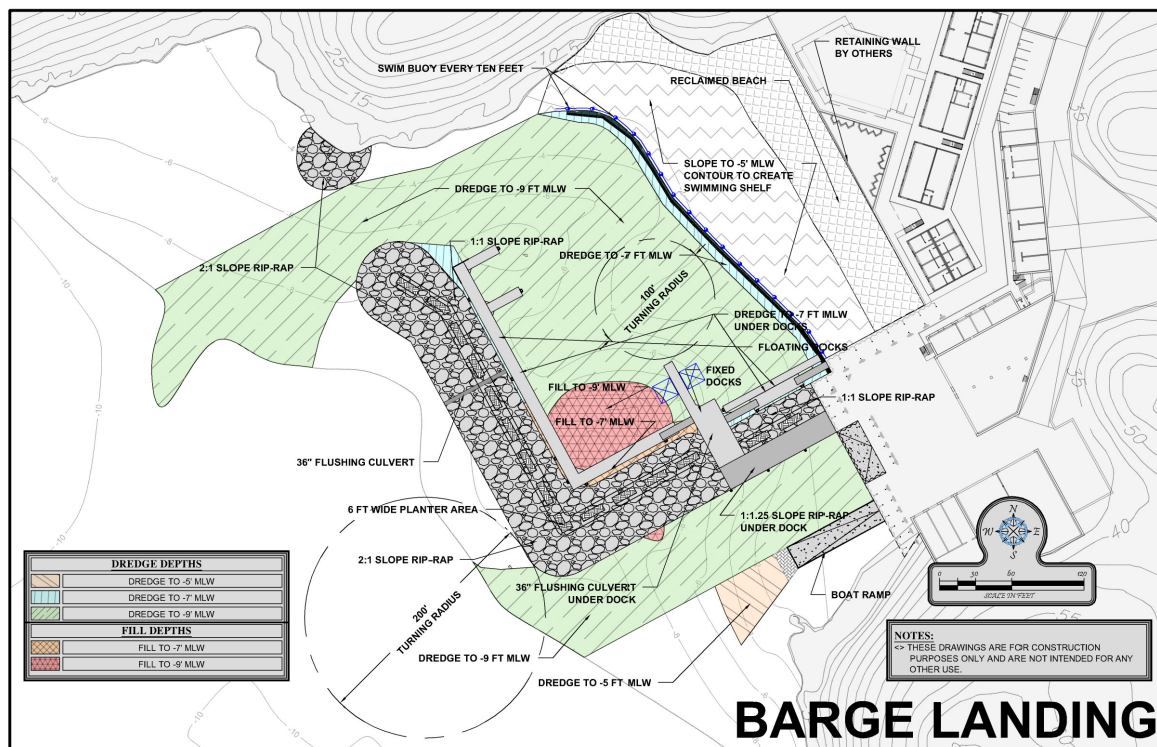 SWIM BUOY EVERY TEN FEET
RETAINING WALL
BY OTHERS
RECLAIMED BEACH
SLOPE TO -5' MLW
CONTOUR TO CREATE
SWIMMING SHELF
DREDGE TO -9 FT MLW
1:1 SLOPE RIP-RAP
2:1 SLOPE RIP-RAP
DREDGE TO -7 FT MLW
100'
TURNING RADIUS
DREDGE TO -7 FT MLW
UNDER DOCKS
FLOATING DOCKS
FIXED
DOCKS
FILL TO -9' MLW
1:1 SLOPE RIP-RAP
FILL TO -7' MLW
36" FLUSHING CULVERT
6 FT WIDE PLANTER AREA
1:1.25 SLOPE RIP-RAP
UNDER DOCK
2:1 SLOPE RIP-RAP
36" FLUSHING CULVERT
UNDER DOCK
BOAT RAMP
200'
TURNING RADIUS
DREDGE TO -9 FT MLW
DREDGE TO -5 FT MLW
DREDGE DEPTHS
DREDGE TO -5' MLW
DREDGE TO -7' MLW
DREDGE TO -9' MLW
FILL DEPTHS
FILL TO -7' MLW
FILL TO -9' MLW
N
W E
S
0 30 60 120
SCALE IN FEET
NOTES:
<> THESE DRAWINGS ARE FOR CONSTRUCTION
PURPOSES ONLY AND ARE NOT INTENDED FOR ANY
OTHER USE.
BARGE LANDING